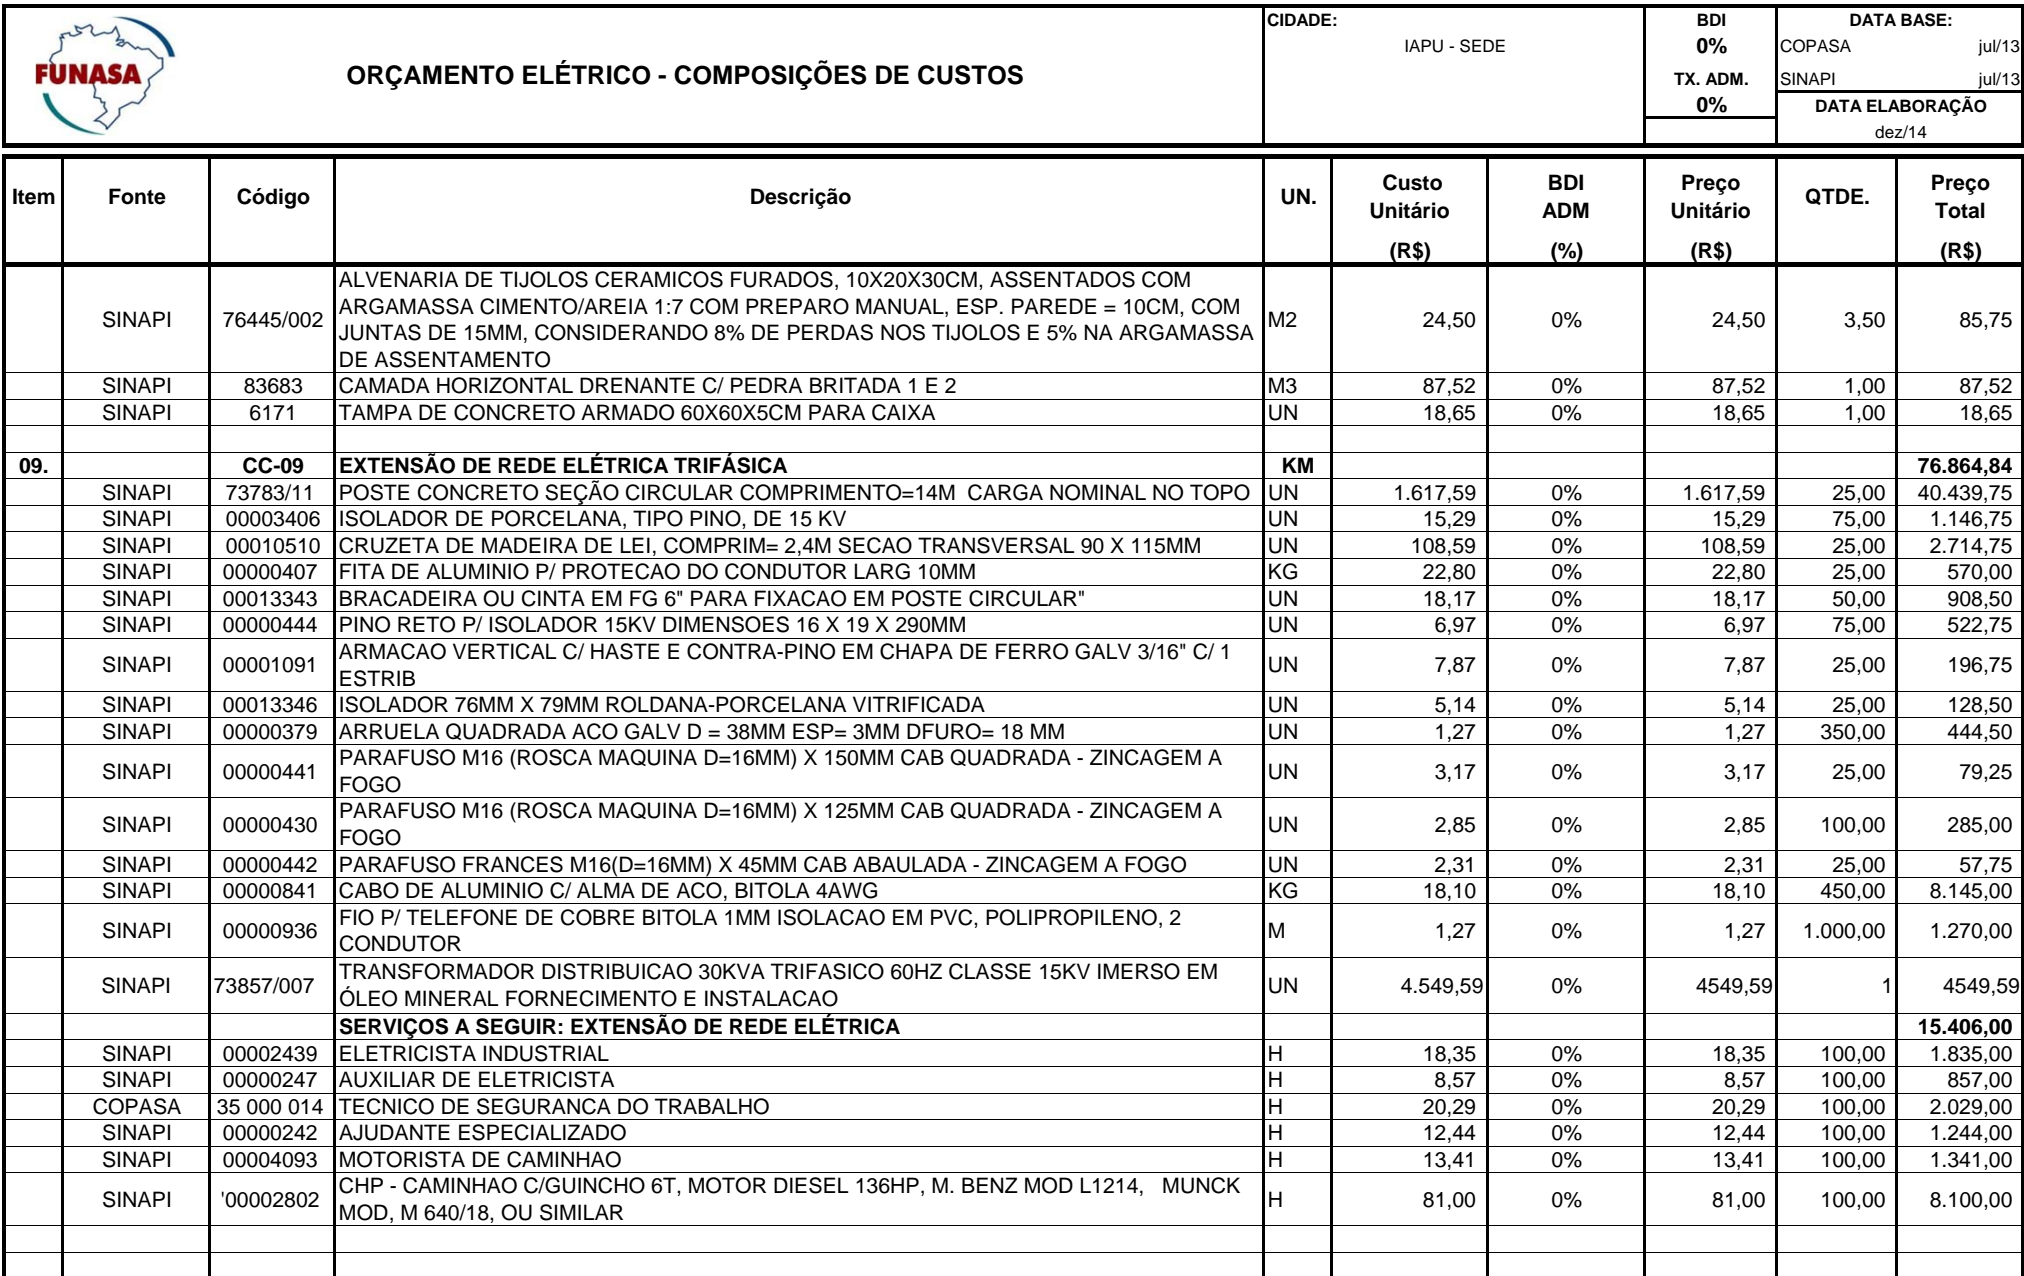 FUNASA
ORÇAMENTO ELÉTRICO - COMPOSIÇÕES DE CUSTOS
CIDADE:
IAPU - SEDE
BDI
0%
TX. ADM.
0%
DATA BASE:
COPASA jul/13
SINAPI jul/13
DATA ELABORAÇÃO
dez/14
Item Fonte Código Descrição UN. Custo Unitário (R$) BDI ADM (%) Preço Unitário (R$) QTDE. Preço Total (R$)
ALVENARIA DE TIJOLOS CERAMICOS FURADOS, 10X20X30CM, ASSENTADOS COM
ARGAMASSA CIMENTO/AREIA 1:7 COM PREPARO MANUAL, ESP. PAREDE = 10CM, COM
SINAPI 76445/002 JUNTAS DE 15MM, CONSIDERANDO 8% DE PERDAS NOS TIJOLOS E 5% NA ARGAMASSA M2 24,50 0% 24,50 3,50 85,75
DE ASSENTAMENTO
SINAPI 83683 CAMADA HORIZONTAL DRENANTE C/ PEDRA BRITADA 1 E 2 M3 87,52 0% 87,52 1,00 87,52
SINAPI 6171 TAMPA DE CONCRETO ARMADO 60X60X5CM PARA CAIXA UN 18,65 0% 18,65 1,00 18,65
09. CC-09 EXTENSÃO DE REDE ELÉTRICA TRIFÁSICA KM 76.864,84
SINAPI 73783/11 POSTE CONCRETO SEÇÃO CIRCULAR COMPRIMENTO=14M CARGA NOMINAL NO TOPO UN 1.617,59 0% 1.617,59 25,00 40.439,75
SINAPI 00003406 ISOLADOR DE PORCELANA, TIPO PINO, DE 15 KV UN 15,29 0% 15,29 75,00 1.146,75
SINAPI 00010510 CRUZETA DE MADEIRA DE LEI, COMPRIM= 2,4M SECAO TRANSVERSAL 90 X 115MM UN 108,59 0% 108,59 25,00 2.714,75
SINAPI 00000407 FITA DE ALUMINIO P/ PROTECAO DO CONDUTOR LARG 10MM KG 22,80 0% 22,80 25,00 570,00
SINAPI 00013343 BRACADEIRA OU CINTA EM FG 6" PARA FIXACAO EM POSTE CIRCULAR" UN 18,17 0% 18,17 50,00 908,50
SINAPI 00000444 PINO RETO P/ ISOLADOR 15KV DIMENSOES 16 X 19 X 290MM UN 6,97 0% 6,97 75,00 522,75
SINAPI 00001091 ARMACAO VERTICAL C/ HASTE E CONTRA-PINO EM CHAPA DE FERRO GALV 3/16" C/ 1 UN 7,87 0% 7,87 25,00 196,75
ESTRIB
SINAPI 00013346 ISOLADOR 76MM X 79MM ROLDANA-PORCELANA VITRIFICADA UN 5,14 0% 5,14 25,00 128,50
SINAPI 00000379 ARRUELA QUADRADA ACO GALV D = 38MM ESP= 3MM DFURO= 18 MM UN 1,27 0% 1,27 350,00 444,50
SINAPI 00000441 PARAFUSO M16 (ROSCA MAQUINA D=16MM) X 150MM CAB QUADRADA - ZINCAGEM A UN 3,17 0% 3,17 25,00 79,25
FOGO
SINAPI 00000430 PARAFUSO M16 (ROSCA MAQUINA D=16MM) X 125MM CAB QUADRADA - ZINCAGEM A UN 2,85 0% 2,85 100,00 285,00
FOGO
SINAPI 00000442 PARAFUSO FRANCES M16(D=16MM) X 45MM CAB ABAULADA - ZINCAGEM A FOGO UN 2,31 0% 2,31 25,00 57,75
SINAPI 00000841 CABO DE ALUMINIO C/ ALMA DE ACO, BITOLA 4AWG KG 18,10 0% 18,10 450,00 8.145,00
SINAPI 00000936 FIO P/ TELEFONE DE COBRE BITOLA 1MM ISOLACAO EM PVC, POLIPROPILENO, 2 M 1,27 0% 1,27 1.000,00 1.270,00
CONDUTOR
SINAPI 73857/007 TRANSFORMADOR DISTRIBUICAO 30KVA TRIFASICO 60HZ CLASSE 15KV IMERSO EM UN 4.549,59 0% 4549,59 1 4549,59
ÓLEO MINERAL FORNECIMENTO E INSTALACAO
SERVIÇOS A SEGUIR: EXTENSÃO DE REDE ELÉTRICA 15.406,00
SINAPI 00002439 ELETRICISTA INDUSTRIAL H 18,35 0% 18,35 100,00 1.835,00
SINAPI 00000247 AUXILIAR DE ELETRICISTA H 8,57 0% 8,57 100,00 857,00
COPASA 35 000 014 TECNICO DE SEGURANCA DO TRABALHO H 20,29 0% 20,29 100,00 2.029,00
SINAPI 00000242 AJUDANTE ESPECIALIZADO H 12,44 0% 12,44 100,00 1.244,00
SINAPI 00004093 MOTORISTA DE CAMINHAO H 13,41 0% 13,41 100,00 1.341,00
SINAPI '00002802 CHP - CAMINHAO C/GUINCHO 6T, MOTOR DIESEL 136HP, M. BENZ MOD L1214, MUNCK H 81,00 0% 81,00 100,00 8.100,00
MOD, M 640/18, OU SIMILAR